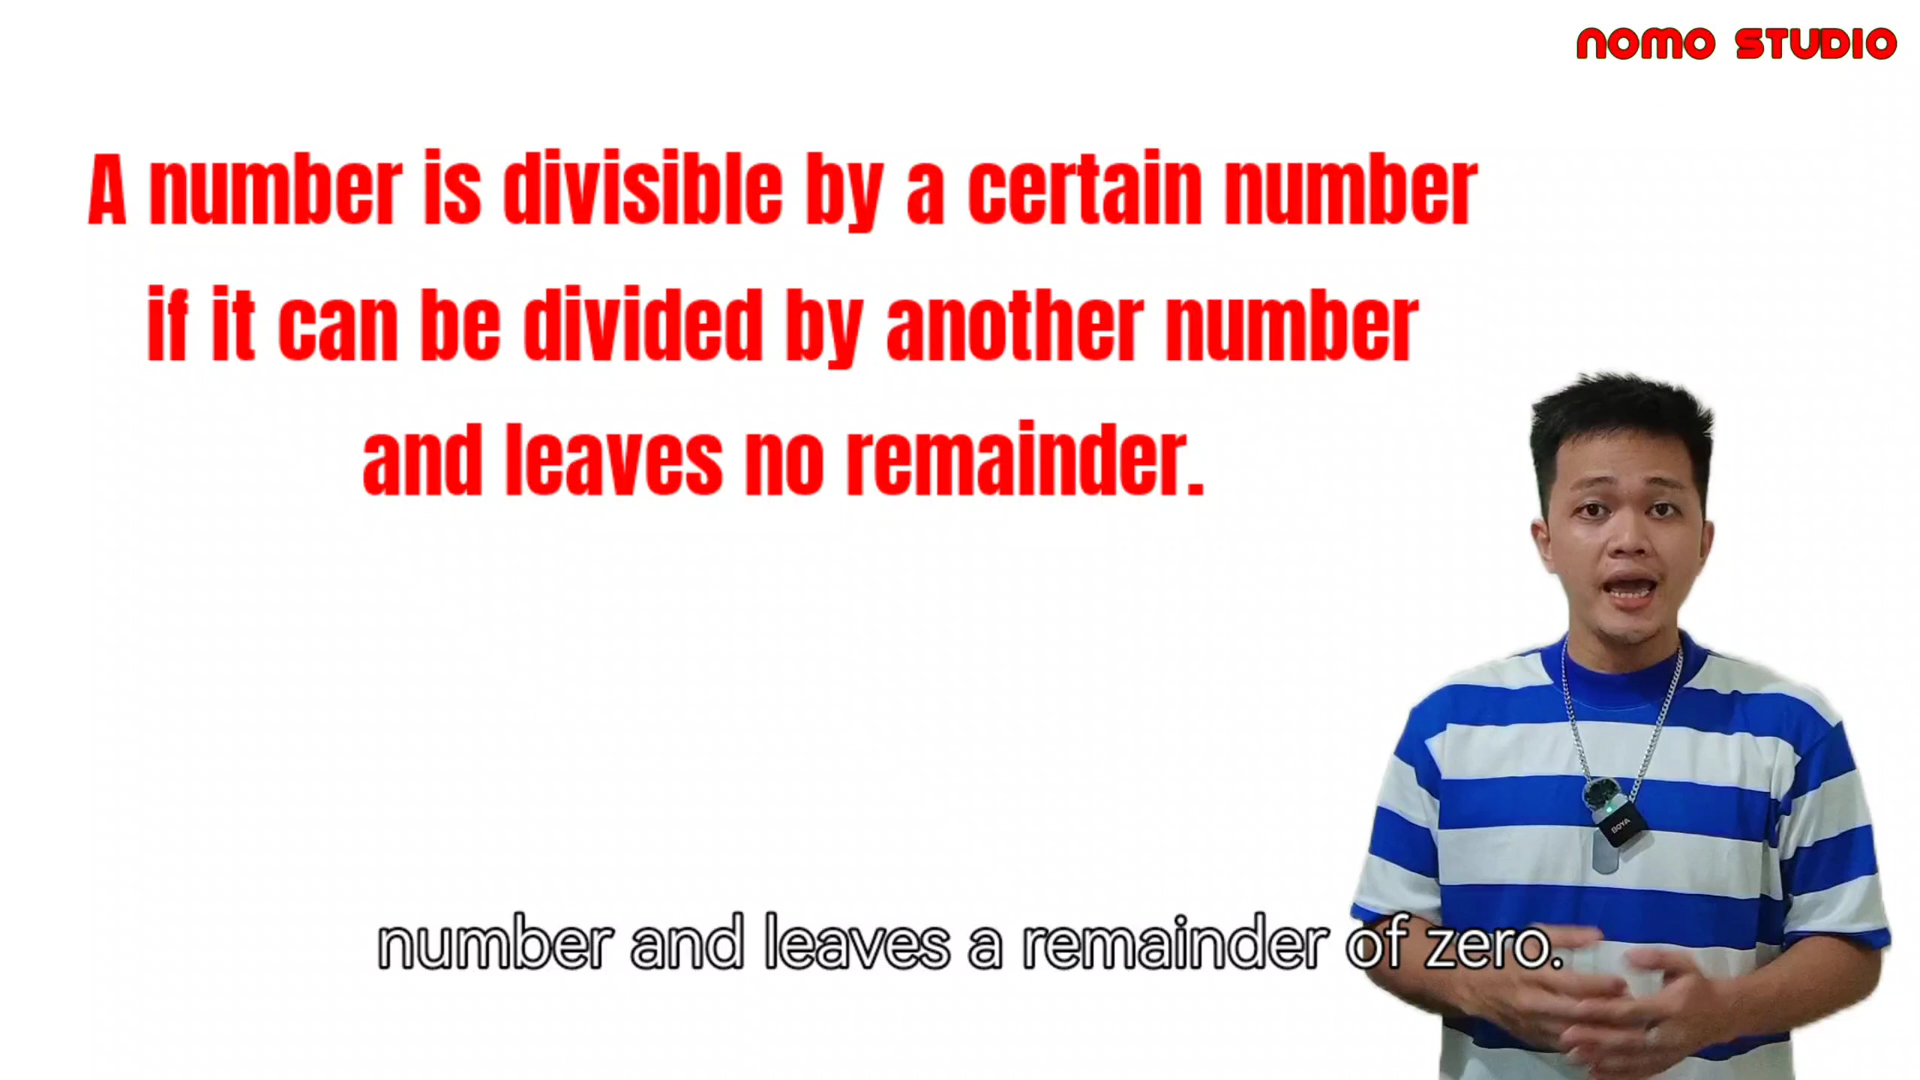 NOMO STUDIO
A number is divisible by a certain number
if it can be divided by another number
and leaves no remainder.
BOYA
number and leaves a remainder of zero.